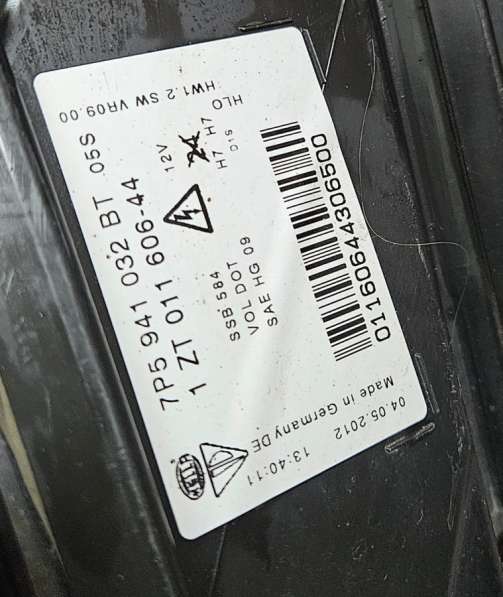 HW1.2 SW VR09.00
7P5 941 032 BT 05S
1 ZT 011 606-44
12V
24
H7 H7
D1S
HLO
SSB 584
VOL DOT
SAE HG 09
01160644306500
HELLA
Made in Germany DE
04.05.2012 13:40:11